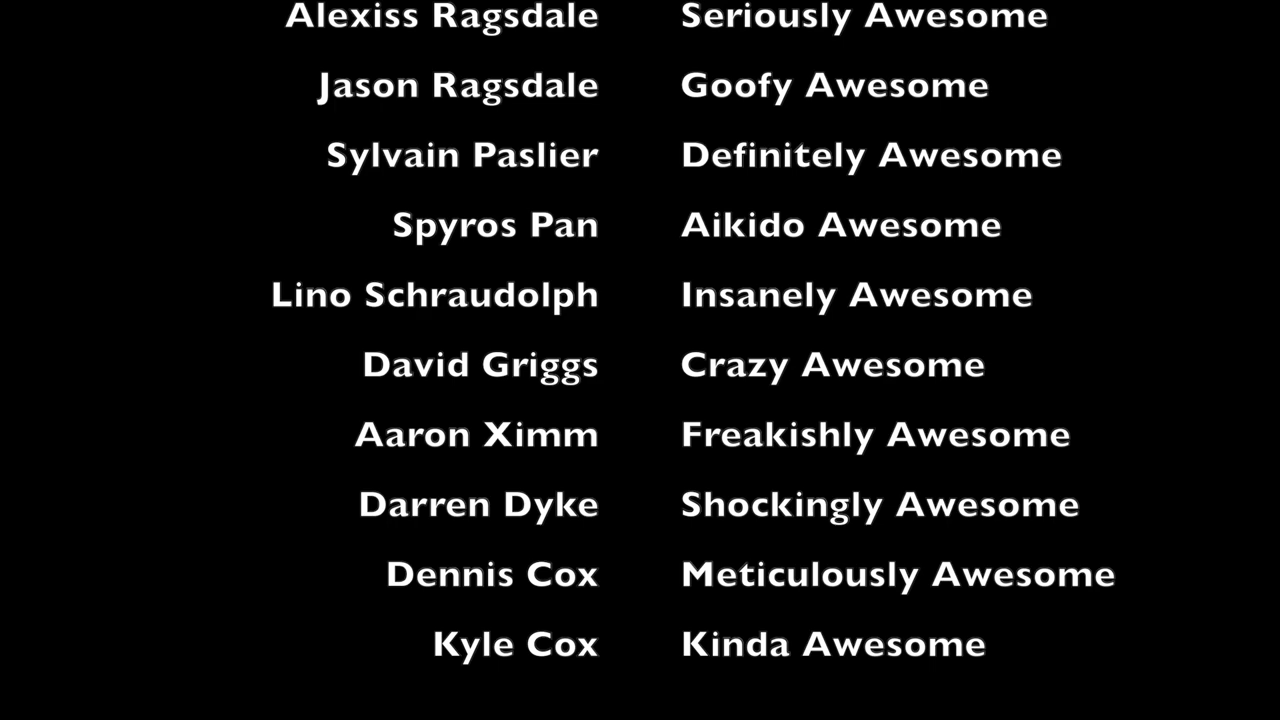 Alexiss Ragsdale Seriously Awesome
Jason Ragsdale Goofy Awesome
Sylvain Paslier Definitely Awesome
Spyros Pan Aikido Awesome
Lino Schraudolph Insanely Awesome
David Griggs Crazy Awesome
Aaron Ximm Freakishly Awesome
Darren Dyke Shockingly Awesome
Dennis Cox Meticulously Awesome
Kyle Cox Kinda Awesome